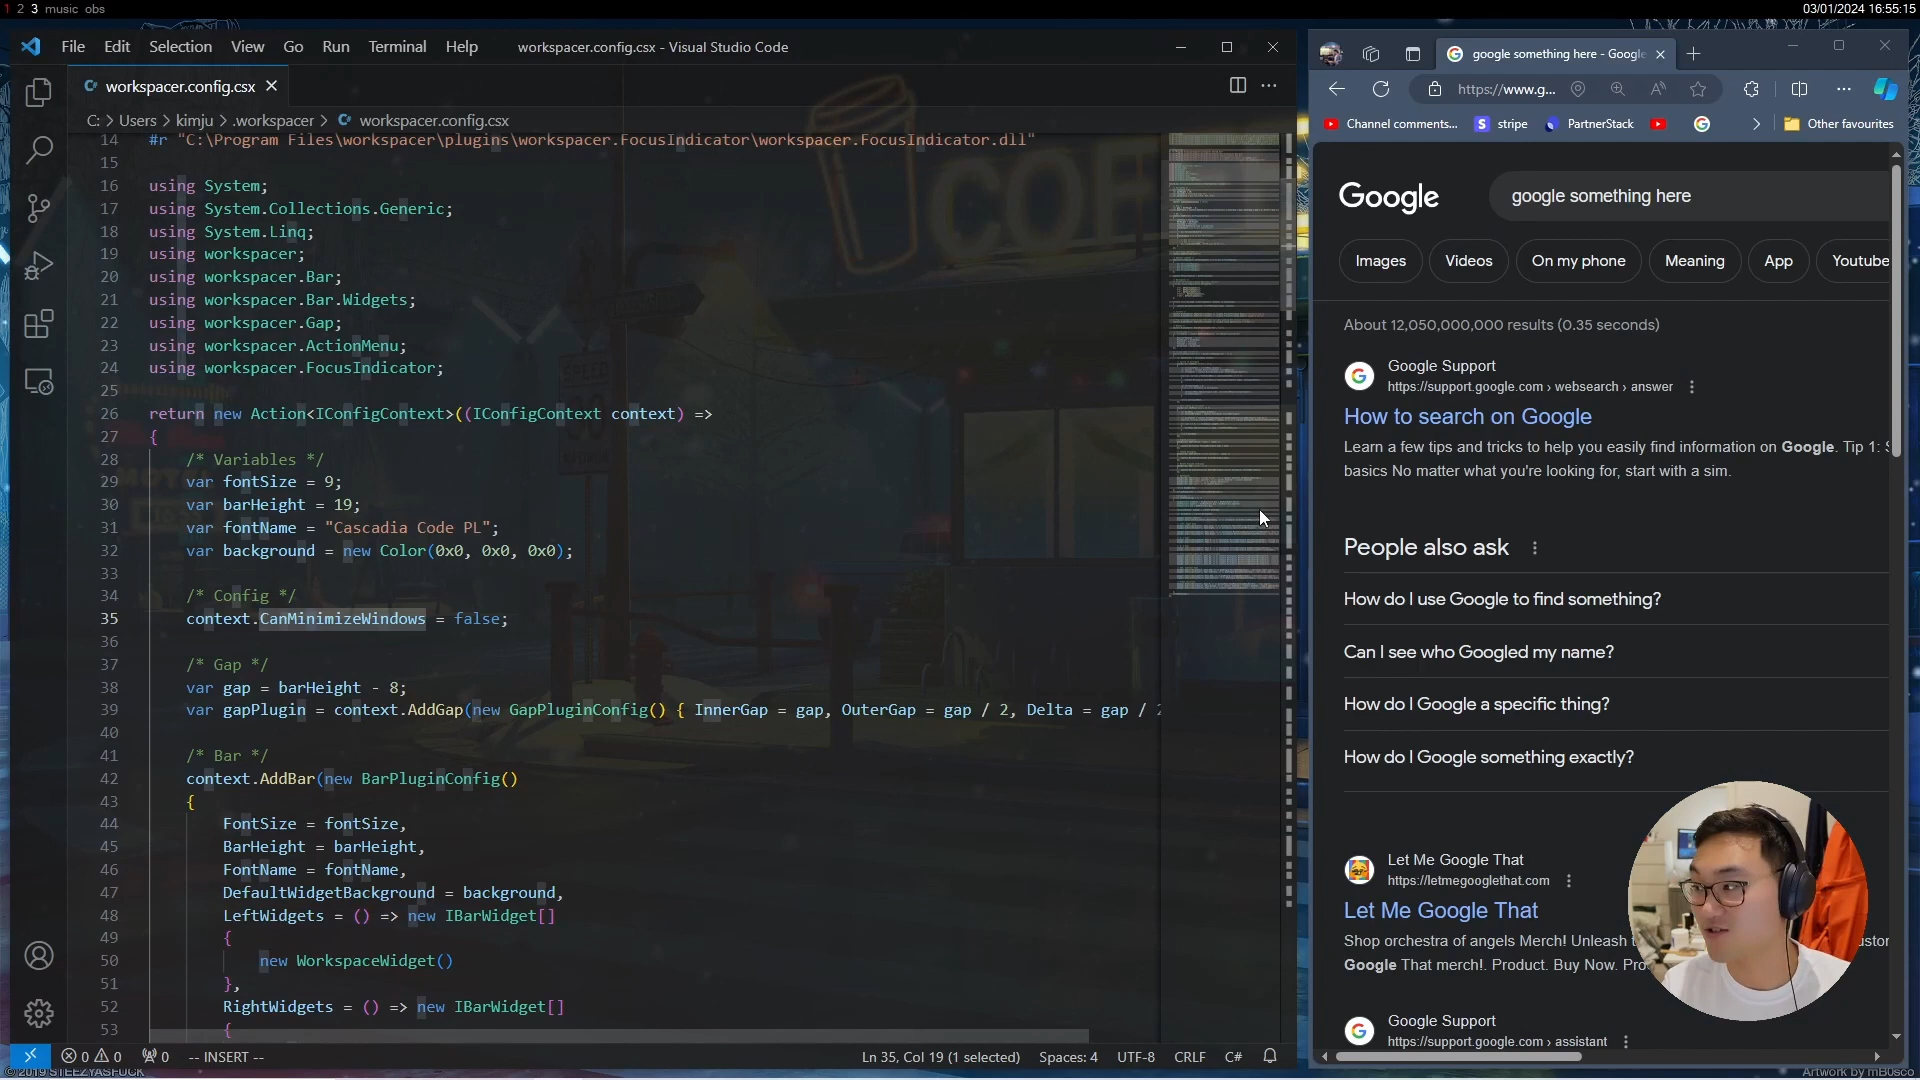 1 2 3 music obs
03/01/2024 16:55:15
File Edit Selection View Go Run Terminal Help
workspacer.config.csx - Visual Studio Code
workspacer.config.csx
C: > Users > kimju > .workspacer > workspacer.config.csx
14 #r "C:\Program Files\workspacer\plugins\workspacer.FocusIndicator\workspacer.FocusIndicator.dll"
15
16 using System;
17 using System.Collections.Generic;
18 using System.Linq;
19 using workspacer;
20 using workspacer.Bar;
21 using workspacer.Bar.Widgets;
22 using workspacer.Gap;
23 using workspacer.ActionMenu;
24 using workspacer.FocusIndicator;
25
26 return new Action<IConfigContext>((IConfigContext context) =>
27 {
28 /* Variables */
29 var fontSize = 9;
30 var barHeight = 19;
31 var fontName = "Cascadia Code PL";
32 var background = new Color(0x0, 0x0, 0x0);
33
34 /* Config */
35 context.CanMinimizeWindows = false;
36
37 /* Gap */
38 var gap = barHeight - 8;
39 var gapPlugin = context.AddGap(new GapPluginConfig() { InnerGap = gap, OuterGap = gap / 2, Delta = gap / 2
40
41 /* Bar */
42 context.AddBar(new BarPluginConfig()
43 {
44 FontSize = fontSize,
45 BarHeight = barHeight,
46 FontName = fontName,
47 DefaultWidgetBackground = background,
48 LeftWidgets = () => new IBarWidget[]
49 {
50 new WorkspaceWidget()
51 },
52 RightWidgets = () => new IBarWidget[]
53 {
0 0 0 -- INSERT --
Ln 35, Col 19 (1 selected) Spaces: 4 UTF-8 CRLF C#
© 2019 STEEZYASFUCK
google something here - Google
https://www.g...
Channel comments... stripe PartnerStack Other favourites
Google google something here
Images Videos On my phone Meaning App Youtube
About 12,050,000,000 results (0.35 seconds)
Google Support
https://support.google.com › websearch › answer
How to search on Google
Learn a few tips and tricks to help you easily find information on Google. Tip 1:
basics No matter what you're looking for, start with a sim.
People also ask
How do I use Google to find something?
Can I see who Googled my name?
How do I Google a specific thing?
How do I Google something exactly?
Let Me Google That
https://letmegooglethat.com
Let Me Google That
Shop orchestra of angels Merch! Unleash
Google That merch!. Product. Buy Now.
Google Support
https://support.google.com › assistant
Artwork by mB0sco